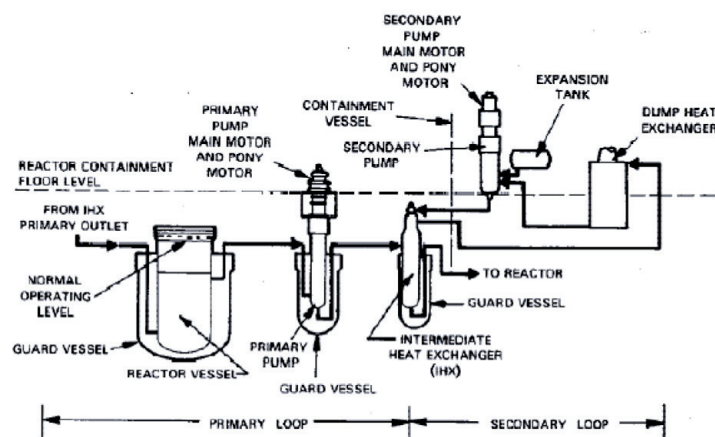 SECONDARY
PUMP
MAIN MOTOR
AND PONY
MOTOR
EXPANSION
TANK
CONTAINMENT
VESSEL
DUMP HEAT
EXCHANGER
PRIMARY
PUMP
MAIN MOTOR
AND PONY
MOTOR
SECONDARY
PUMP
REACTOR CONTAINMENT
FLOOR LEVEL
FROM IHX
PRIMARY OUTLET
TO REACTOR
NORMAL
OPERATING
LEVEL
GUARD
VESSEL
GUARD VESSEL
REACTOR VESSEL
PRIMARY
PUMP
GUARD VESSEL
INTERMEDIATE
HEAT EXCHANGER
(IHX)
PRIMARY LOOP
SECONDARY LOOP